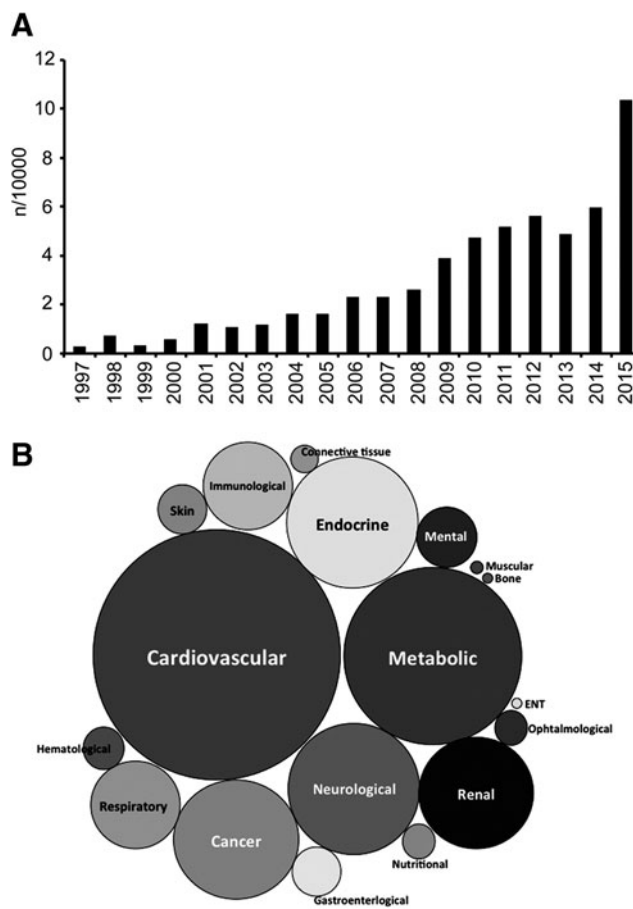 A
12
10
8
6
4
2
0
n/10000
1997
1998
1999
2000
2001
2002
2003
2004
2005
2006
2007
2008
2009
2010
2011
2012
2013
2014
2015
B
Connective tissue
Immunological
Skin
Endocrine
Mental
Muscular
Bone
Cardiovascular
Metabolic
ENT
Ophtalmological
Hematological
Neurological
Renal
Respiratory
Cancer
Nutritional
Gastroenterlogical